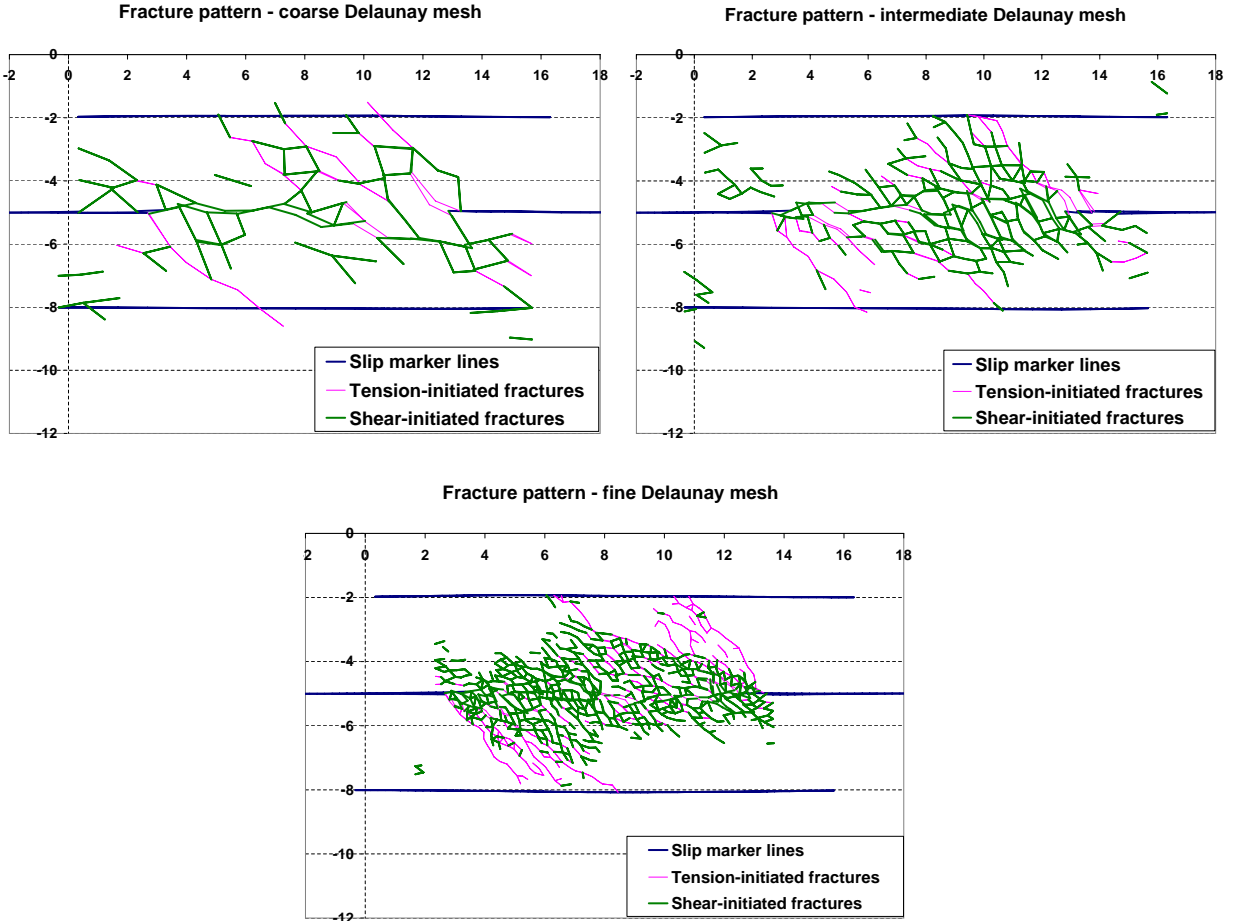 Fracture pattern - coarse Delaunay mesh
0
-2 0 2 4 6 8 10 12 14 16 18
-2
-4
-6
-8
-10
-12
Slip marker lines
Tension-initiated fractures
Shear-initiated fractures
Fracture pattern - intermediate Delaunay mesh
0
-2 0 2 4 6 8 10 12 14 16 18
-2
-4
-6
-8
-10
-12
Slip marker lines
Tension-initiated fractures
Shear-initiated fractures
Fracture pattern - fine Delaunay mesh
0
2 0 2 4 6 8 10 12 14 16 18
-2
-4
-6
-8
-10
-12
Slip marker lines
Tension-initiated fractures
Shear-initiated fractures